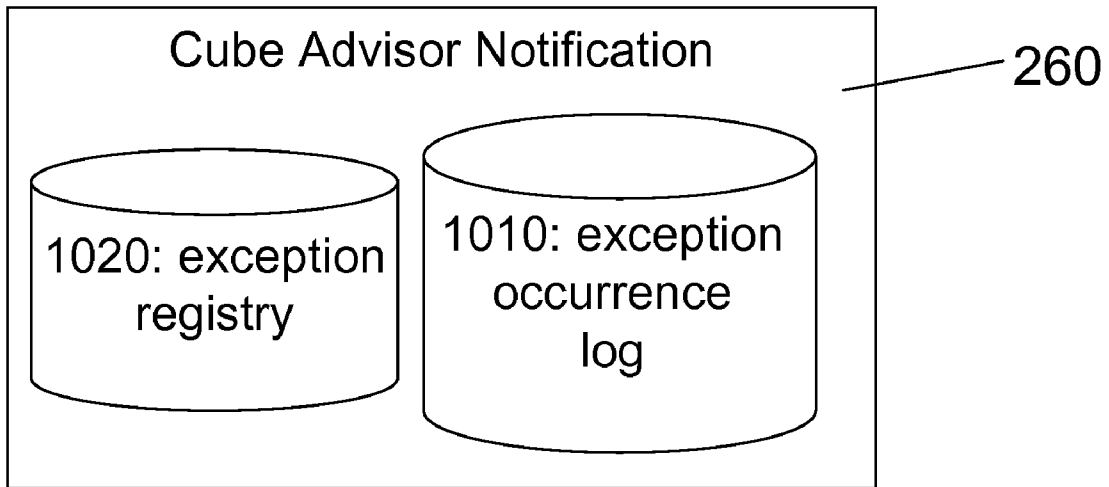 Cube Advisor Notification
260
1020: exception
registry
1010: exception
occurrence
log